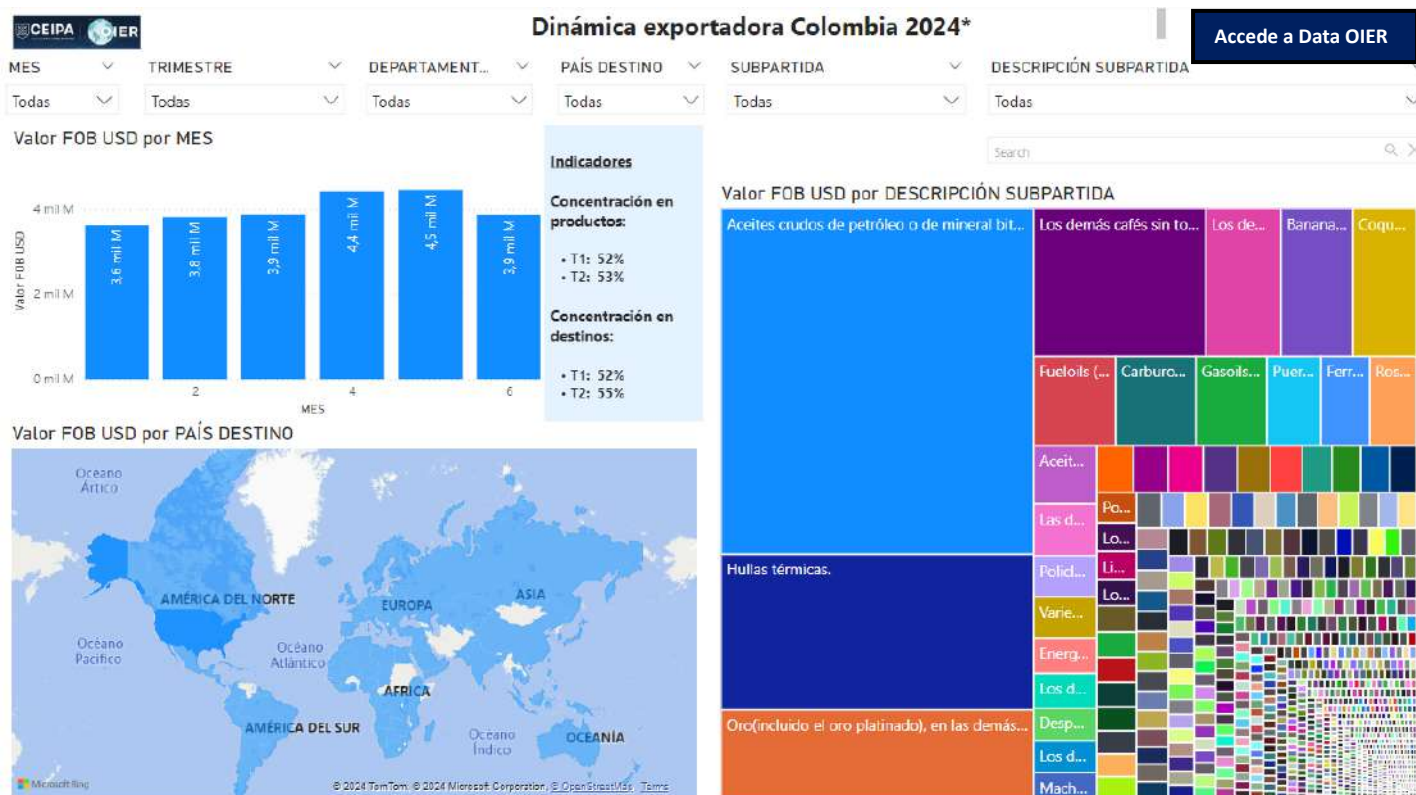 CEIPA OIER
Dinámica exportadora Colombia 2024*
Accede a Data OIER
MES
TRIMESTRE
DEPARTAMENT...
PAÍS DESTINO
SUBPARTIDA
DESCRIPCIÓN SUBPARTIDA
Todas
Todas
Todas
Todas
Todas
Todas
Search
Valor FOB USD por MES
Valor FOB USD
4 mil M
2 mil M
0 mil M
3,6 mil M
3,8 mil M
3,9 mil M
4,4 mil M
4,5 mil M
3,9 mil M
2
4
6
MES
Indicadores
Concentración en
productos:
• T1: 52%
• T2: 53%
Concentración en
destinos:
• T1: 52%
• T2: 55%
Valor FOB USD por PAÍS DESTINO
Océano
Ártico
AMÉRICA DEL NORTE
EUROPA
ASIA
Océano
Pacífico
Océano
Atlántico
ÁFRICA
AMÉRICA DEL SUR
Océano
Índico
OCEANÍA
Microsoft Bing
© 2024 TomTom, © 2024 Microsoft Corporation, © OpenStreetMap Terms
Valor FOB USD por DESCRIPCIÓN SUBPARTIDA
Aceites crudos de petróleo o de mineral bit...
Los demás cafés sin to...
Los de...
Banana...
Coqu...
Fueloils (...
Carburo...
Gasoils...
Puer...
Ferr...
Ros...
Aceit...
Las d...
Po...
Lo...
Hullas térmicas.
Policl...
Li...
Lo...
Varie...
Energ...
Los d...
Oro(incluido el oro platinado), en las demás...
Desp...
Los d...
Mach...